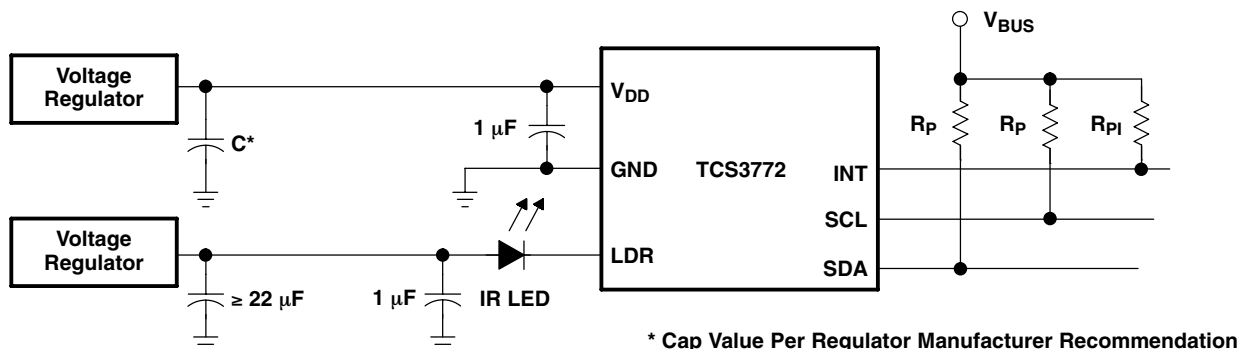 V_BUS
Voltage
Regulator
V_DD
R_P
R_P
R_PI
1 μF
C*
GND
TCS3772
INT
SCL
Voltage
Regulator
LDR
SDA
≥ 22 μF
1 μF
IR LED
* Cap Value Per Regulator Manufacturer Recommendation